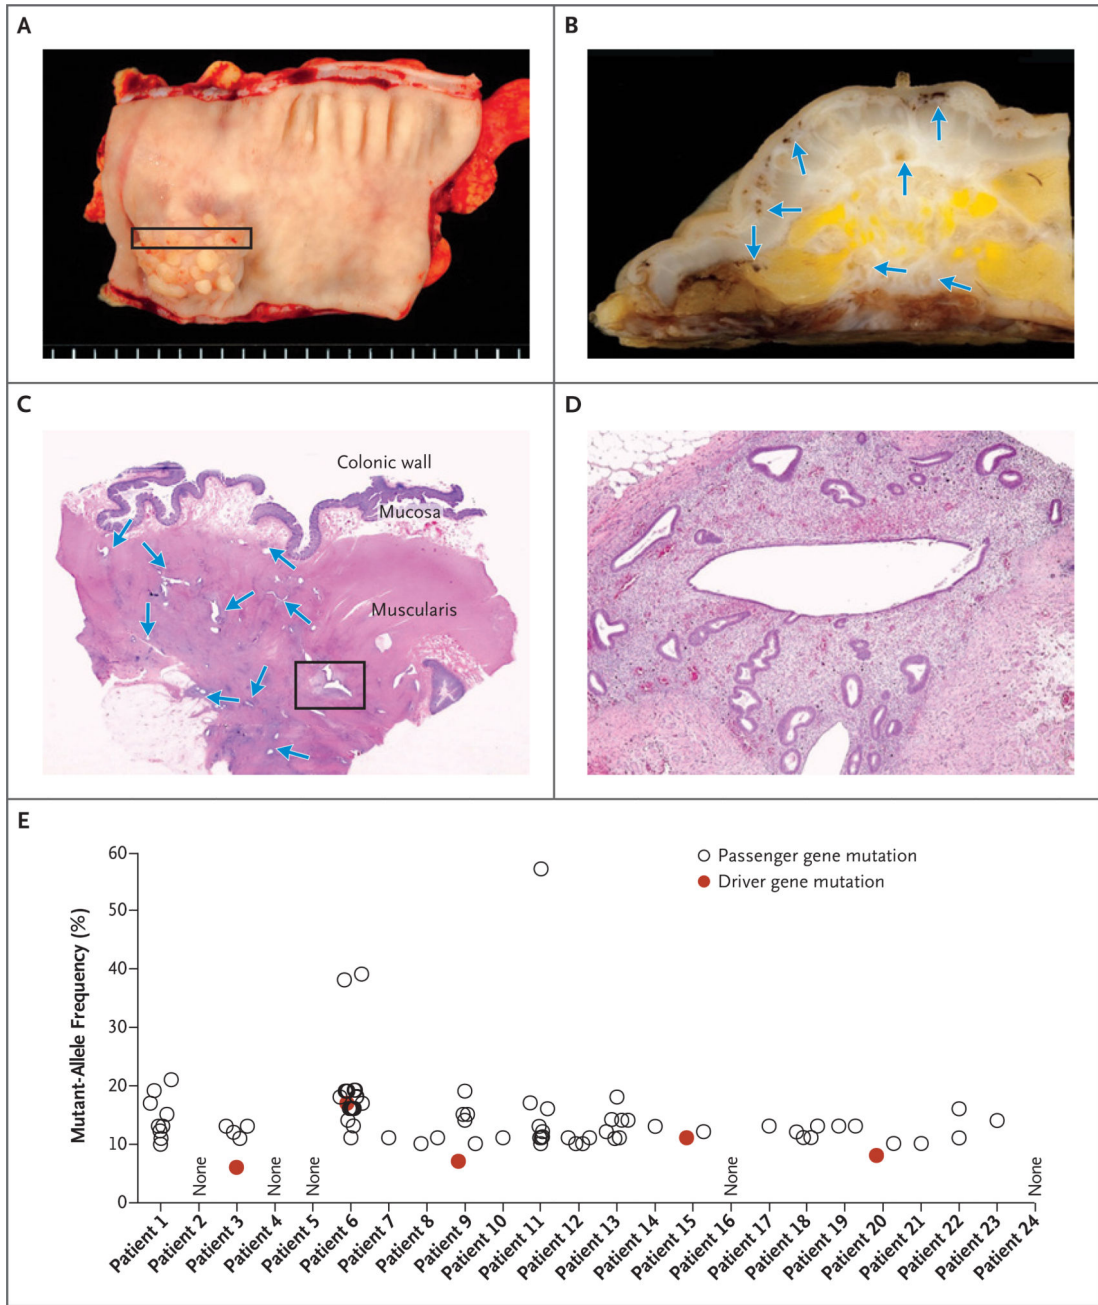 A
B
C
Colonic wall
Mucosa
Muscularis
D
E
Mutant-Allele Frequency (%)
60
50
40
30
20
10
0
Passenger gene mutation
Driver gene mutation
None
None
None
None
None
Patient 1
Patient 2
Patient 3
Patient 4
Patient 5
Patient 6
Patient 7
Patient 8
Patient 9
Patient 10
Patient 11
Patient 12
Patient 13
Patient 14
Patient 15
Patient 16
Patient 17
Patient 18
Patient 19
Patient 20
Patient 21
Patient 22
Patient 23
Patient 24